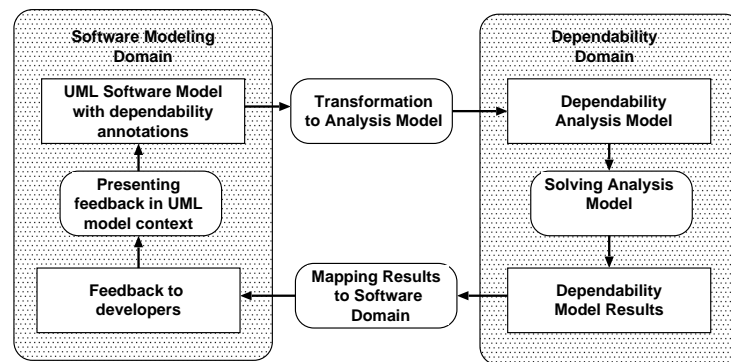 Software Modeling
Domain
UML Software Model
with dependability
annotations
Presenting
feedback in UML
model context
Feedback to
developers
Transformation
to Analysis Model
Mapping Results
to Software
Domain
Dependability
Domain
Dependability
Analysis Model
Solving Analysis
Model
Dependability
Model Results